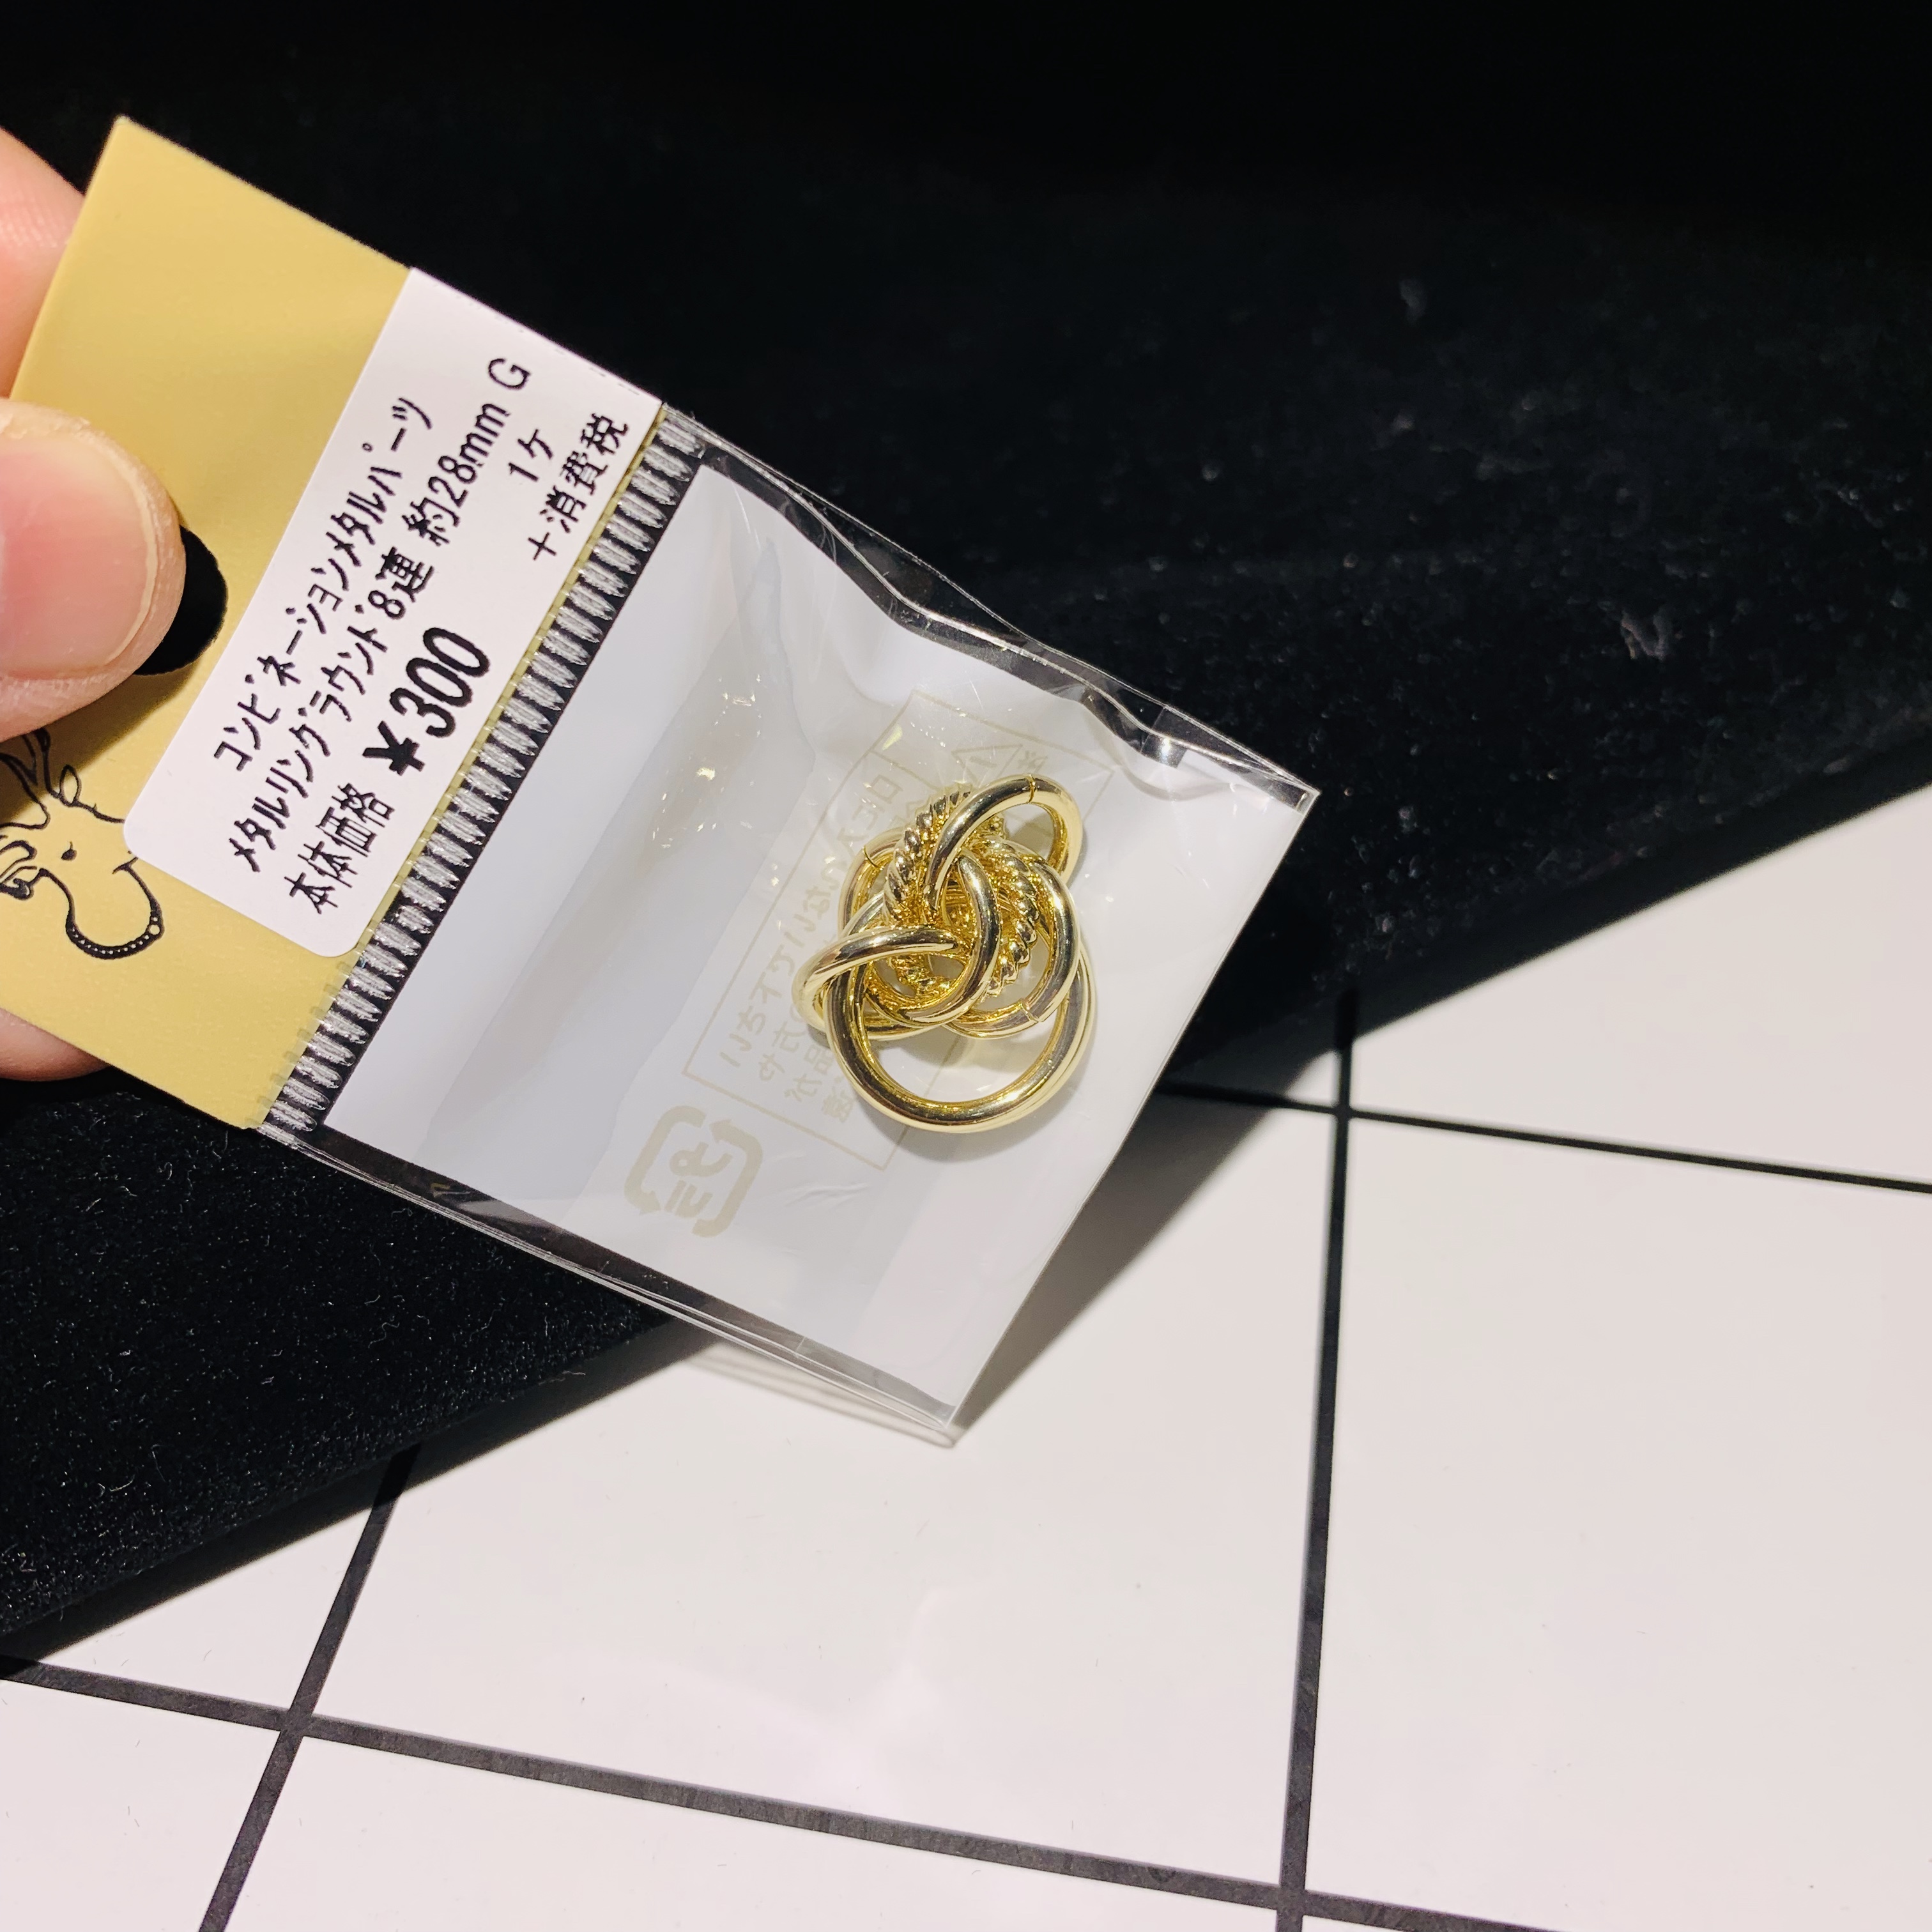 コンビネーションメタルパーツ
メタルリングラウンド8連 約28mm G
1ケ
本体価格 ¥300 +消費税